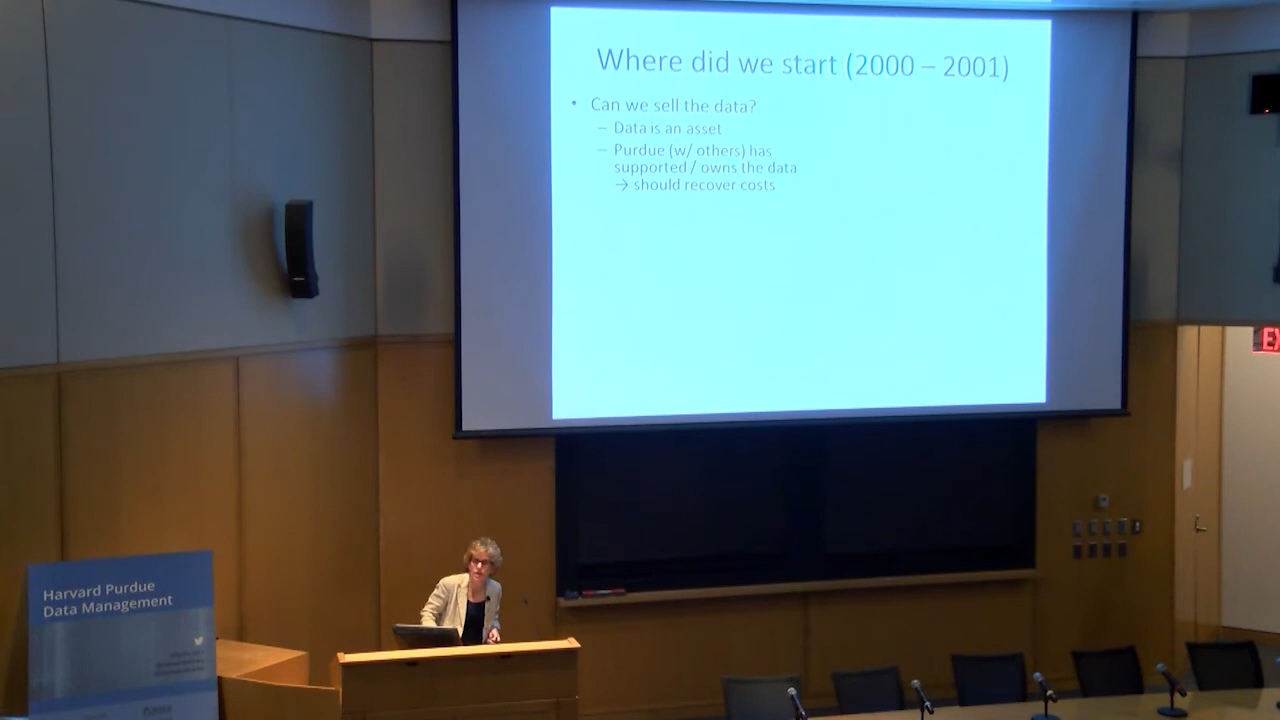 Where did we start (2000 – 2001)
• Can we sell the data?
– Data is an asset
– Purdue (w/ others) has
supported / owns the data
→ should recover costs
Harvard Purdue
Data Management